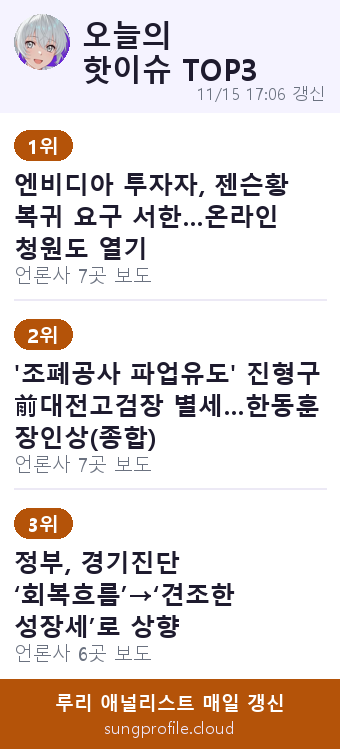 오늘의
핫이슈 TOP3
11/15 17:06 갱신
1위
엔비디아 투자자, 젠슨황
복귀 요구 서한…온라인
청원도 열기
언론사 7곳 보도
2위
'조폐공사 파업유도' 진형구
前대전고검장 별세…한동훈
장인상(종합)
언론사 7곳 보도
3위
정부, 경기진단
‘회복흐름’→‘견조한
성장세’로 상향
언론사 6곳 보도
루리 애널리스트 매일 갱신
sungprofile.cloud